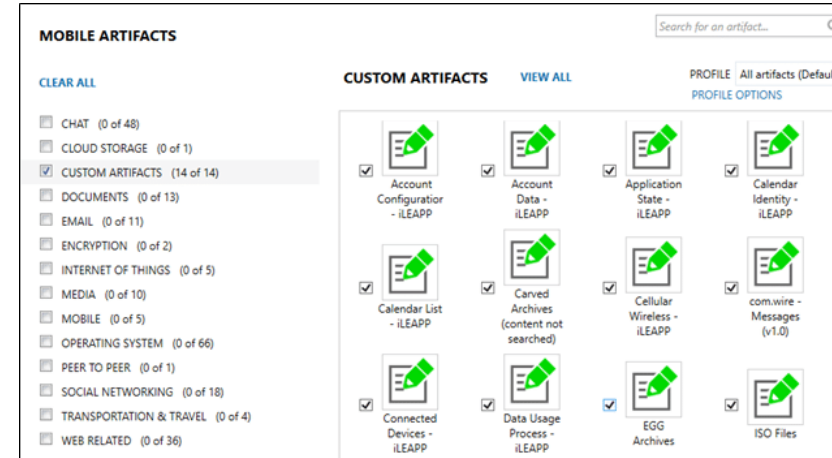 MOBILE ARTIFACTS
Search for an artifact...
CLEAR ALL
CUSTOM ARTIFACTS VIEW ALL
PROFILE All artifacts (Defaul
PROFILE OPTIONS
CHAT (0 of 48)
CLOUD STORAGE (0 of 1)
CUSTOM ARTIFACTS (14 of 14)
DOCUMENTS (0 of 13)
EMAIL (0 of 11)
ENCRYPTION (0 of 2)
INTERNET OF THINGS (0 of 5)
MEDIA (0 of 10)
MOBILE (0 of 5)
OPERATING SYSTEM (0 of 66)
PEER TO PEER (0 of 1)
SOCIAL NETWORKING (0 of 18)
TRANSPORTATION & TRAVEL (0 of 4)
WEB RELATED (0 of 36)
Account
Configuratior
- iLEAPP
Account
Data -
iLEAPP
Application
State -
iLEAPP
Calendar
Identity -
iLEAPP
Calendar List
- iLEAPP
Carved
Archives
(content not
searched)
Cellular
Wireless -
iLEAPP
com.wire -
Messages
(v1.0)
Connected
Devices -
iLEAPP
Data Usage
Process -
iLEAPP
EGG
Archives
ISO Files